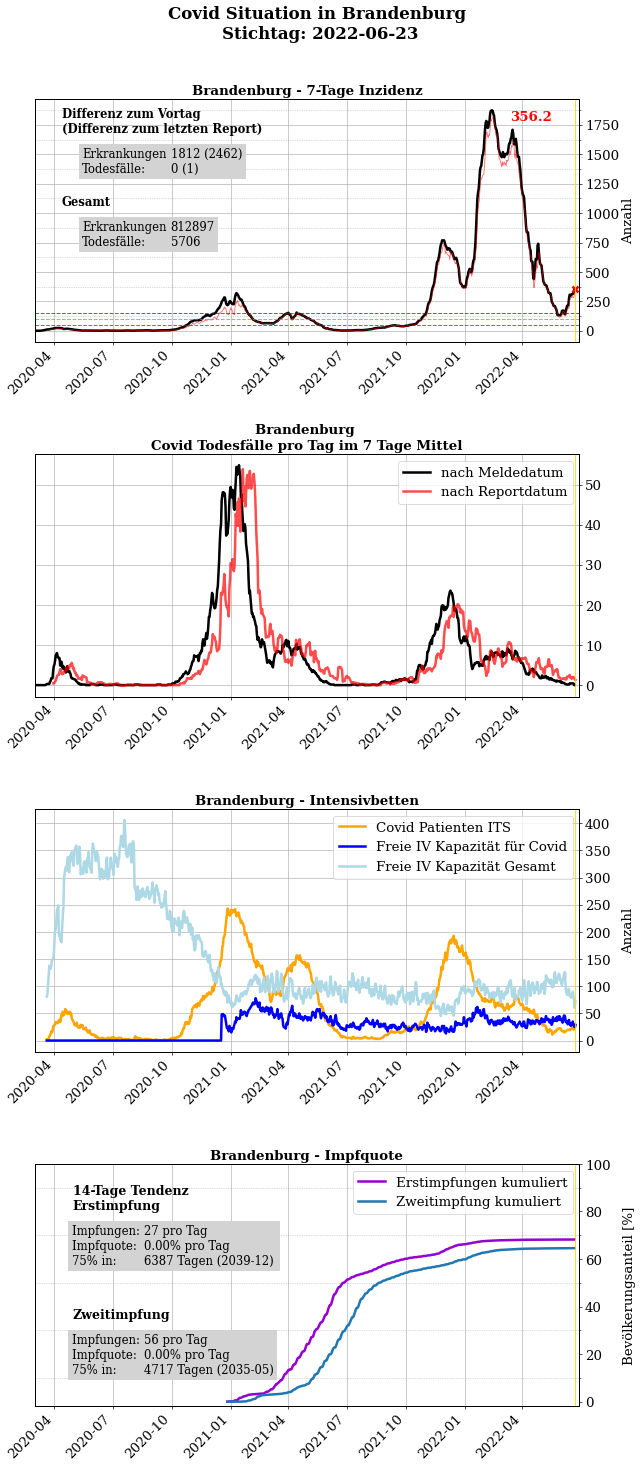 Covid Situation in Brandenburg
Stichtag: 2022-06-23
Brandenburg - 7-Tage Inzidenz
Differenz zum Vortag
(Differenz zum letzten Report)
Erkrankungen 1812 (2462)
Todesfälle: 0 (1)
Gesamt
Erkrankungen 812897
Todesfälle: 5706
356.2
1750
1500
1250
1000
750
500
250
0
Anzahl
2020-04
2020-07
2020-10
2021-01
2021-04
2021-07
2021-10
2022-01
2022-04
Brandenburg
Covid Todesfälle pro Tag im 7 Tage Mittel
nach Meldedatum
nach Reportdatum
50
40
30
20
10
0
2020-04
2020-07
2020-10
2021-01
2021-04
2021-07
2021-10
2022-01
2022-04
Brandenburg - Intensivbetten
Covid Patienten ITS
Freie IV Kapazität für Covid
Freie IV Kapazität Gesamt
400
350
300
250
200
150
100
50
0
Anzahl
2020-04
2020-07
2020-10
2021-01
2021-04
2021-07
2021-10
2022-01
2022-04
Brandenburg - Impfquote
14-Tage Tendenz
Erstimpfung
Impfungen: 27 pro Tag
Impfquote: 0.00% pro Tag
75% in: 6387 Tagen (2039-12)
Zweitimpfung
Impfungen: 56 pro Tag
Impfquote: 0.00% pro Tag
75% in: 4717 Tagen (2035-05)
Erstimpfungen kumuliert
Zweitimpfung kumuliert
100
80
60
40
20
0
Bevölkerungsanteil [%]
2020-04
2020-07
2020-10
2021-01
2021-04
2021-07
2021-10
2022-01
2022-04